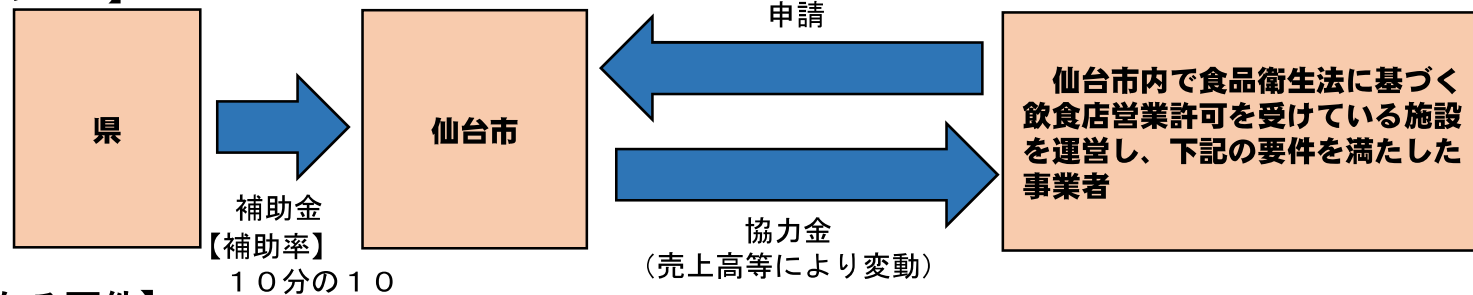 申請
県
仙台市
仙台市内で食品衛生法に基づく
飲食店営業許可を受けている施設
を運営し、下記の要件を満たした
事業者
補助金
【補助率】
１０分の１０
協力金
（売上高等により変動）
要件】